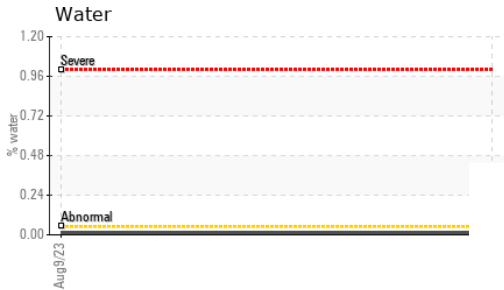 Water
1.20
Severe
0.96
0.72
% water
0.48
0.24
Abnormal
0.00
Aug9/23